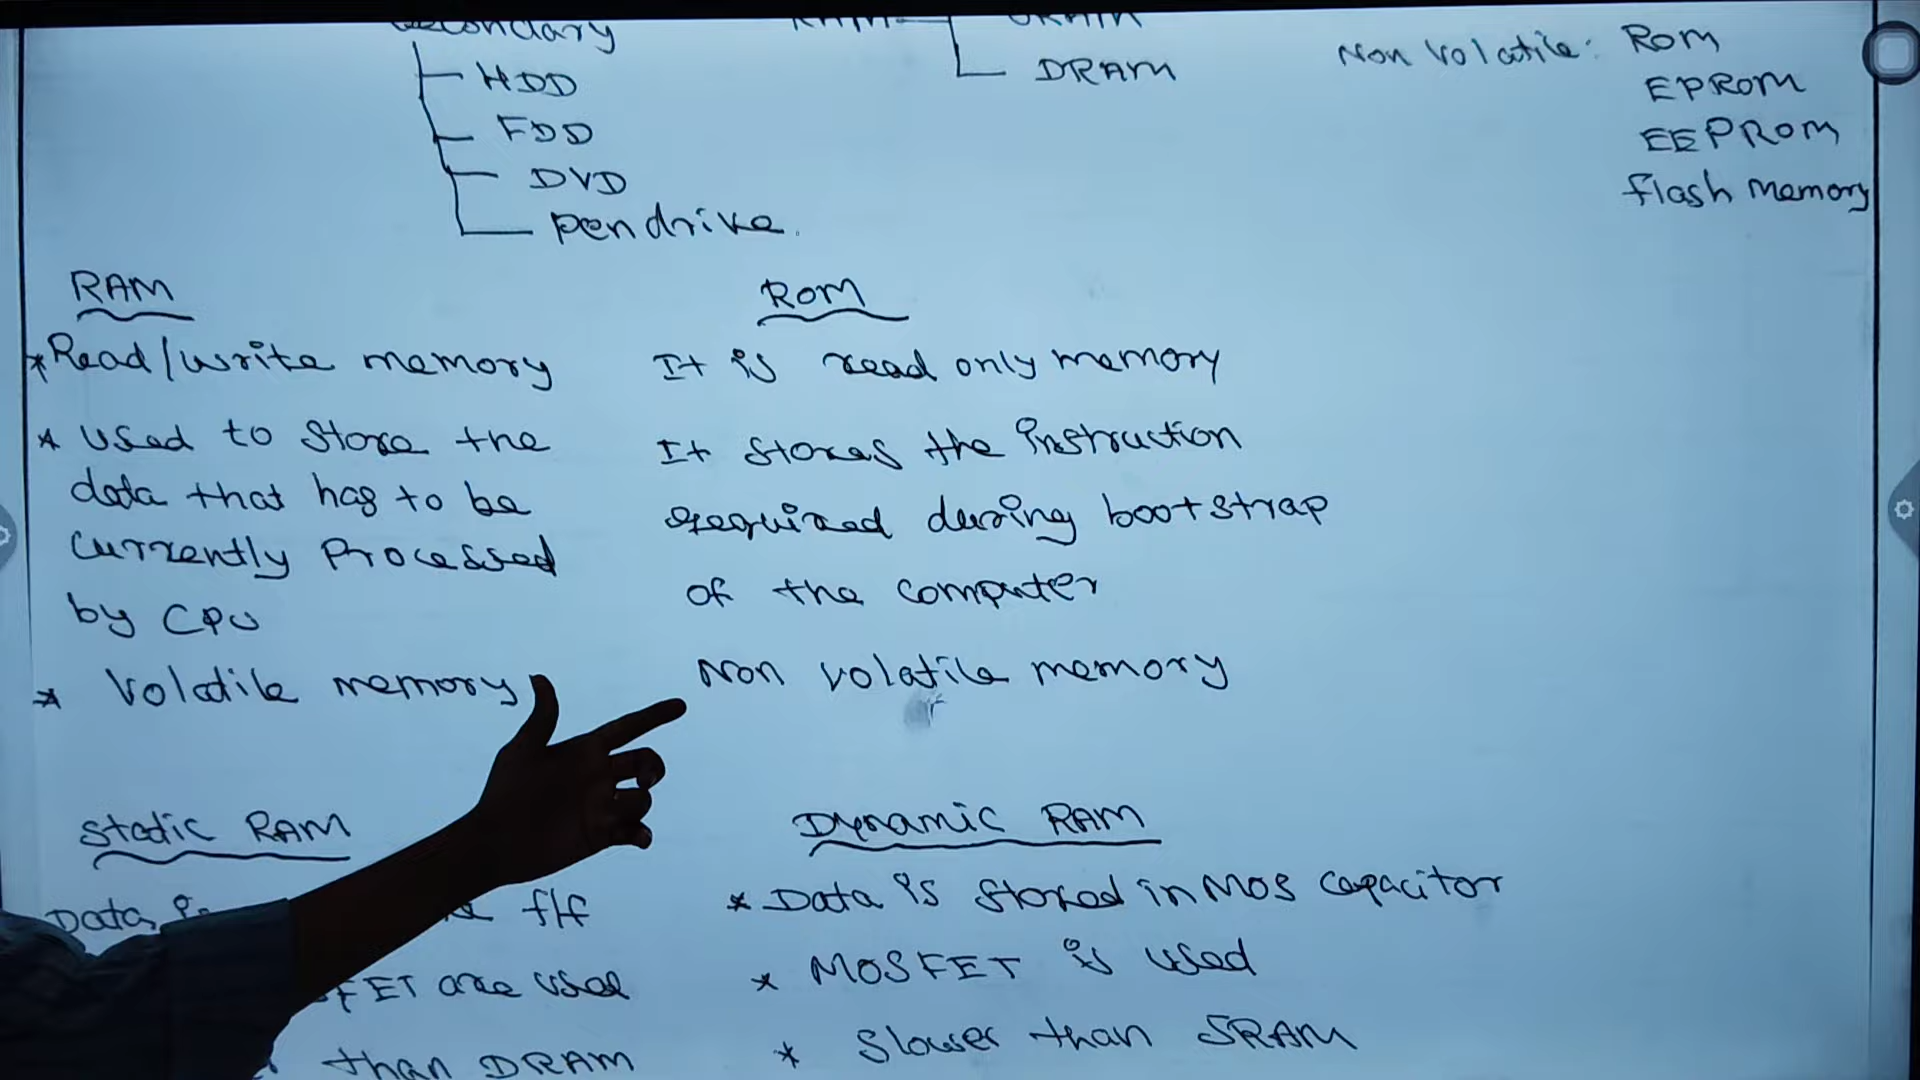 Secondary
HDD
FDD
DVD
Pendrive.
DRAM
Non Volatile: ROM
EPROM
EEPROM
flash memory
RAM
* Read/write memory
* used to store the
data that has to be
currently Processed
by CPU
* Volatile memory
ROM
It is read only memory
It stores the instruction
required during bootstrap
of the computer
Non volatile memory
Static RAM
Data f/f
FET are used
than DRAM
Dynamic RAM
* Data is stored in MOS capacitor
* MOSFET is used
* Slower than SRAM